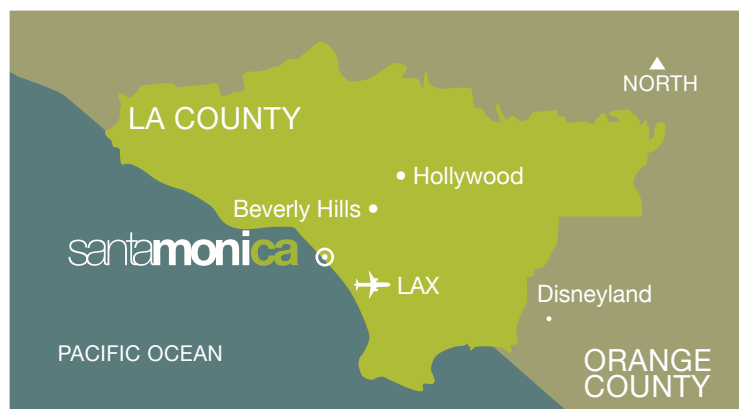 NORTH
LA COUNTY
Hollywood
Beverly Hills
santamonica
LAX
Disneyland
PACIFIC OCEAN
ORANGE
COUNTY